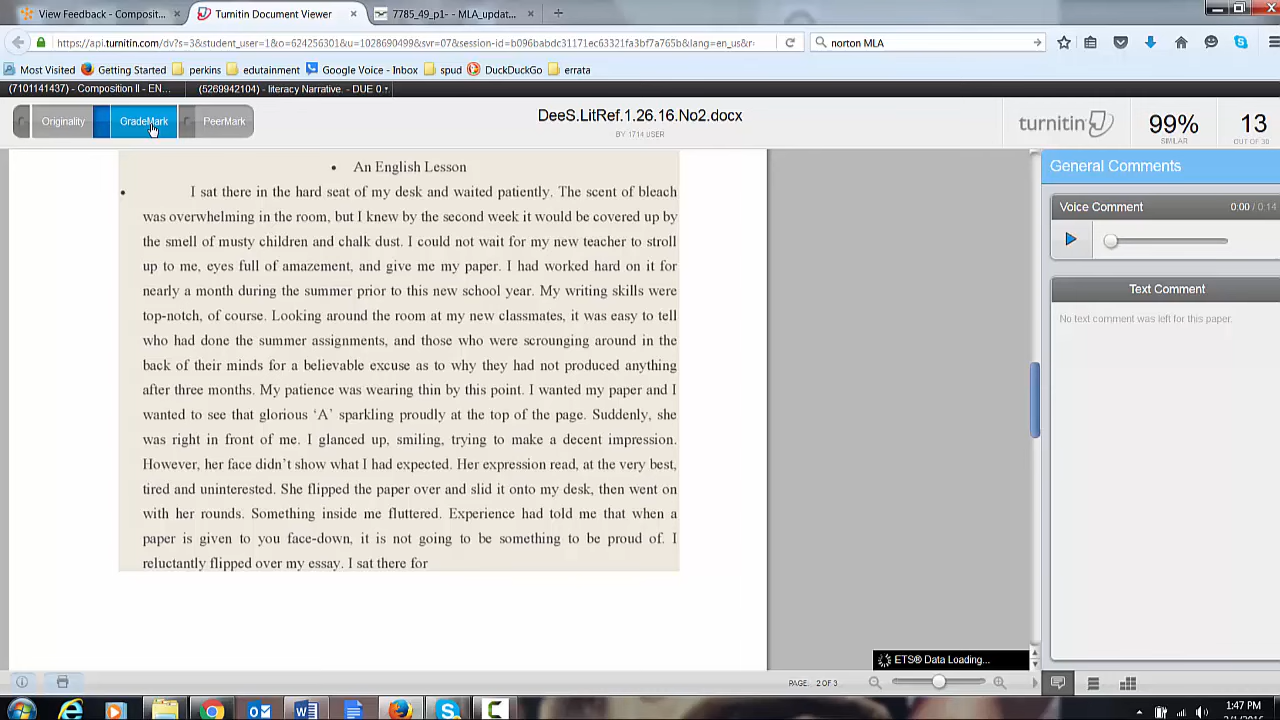 View Feedback - Composit...
Turnitin Document Viewer
7785_49_p1- - MLA_updat...
https://api.turnitin.com/dv?s=3&student_user=1&o=624256301&u=1028690499&svr=07&session-id=b096babdc31171ec63321fa3bf7a765b&lang=en_us&r
norton MLA
Most Visited Getting Started perkins edutainment Google Voice - Inbox spud DuckDuckGo errata
(7101141437) - Composition II - EN... (5269942104) - literacy Narrative. - DUE 0.
Originality GradeMark PeerMark
DeeS.LitRef.1.26.16.No2.docx
BY 1714 USER
turnitin
99%
SIMILAR
13
OUT OF 30
• An English Lesson
• I sat there in the hard seat of my desk and waited patiently. The scent of bleach
was overwhelming in the room, but I knew by the second week it would be covered up by
the smell of musty children and chalk dust. I could not wait for my new teacher to stroll
up to me, eyes full of amazement, and give me my paper. I had worked hard on it for
nearly a month during the summer prior to this new school year. My writing skills were
top-notch, of course. Looking around the room at my new classmates, it was easy to tell
who had done the summer assignments, and those who were scrounging around in the
back of their minds for a believable excuse as to why they had not produced anything
after three months. My patience was wearing thin by this point. I wanted my paper and I
wanted to see that glorious ‘A’ sparkling proudly at the top of the page. Suddenly, she
was right in front of me. I glanced up, smiling, trying to make a decent impression.
However, her face didn’t show what I had expected. Her expression read, at the very best,
tired and uninterested. She flipped the paper over and slid it onto my desk, then went on
with her rounds. Something inside me fluttered. Experience had told me that when a
paper is given to you face-down, it is not going to be something to be proud of. I
reluctantly flipped over my essay. I sat there for
General Comments
Voice Comment 0:00 / 0:14
Text Comment
No text comment was left for this paper.
ETS® Data Loading...
PAGE: 2 OF 3
1:47 PM